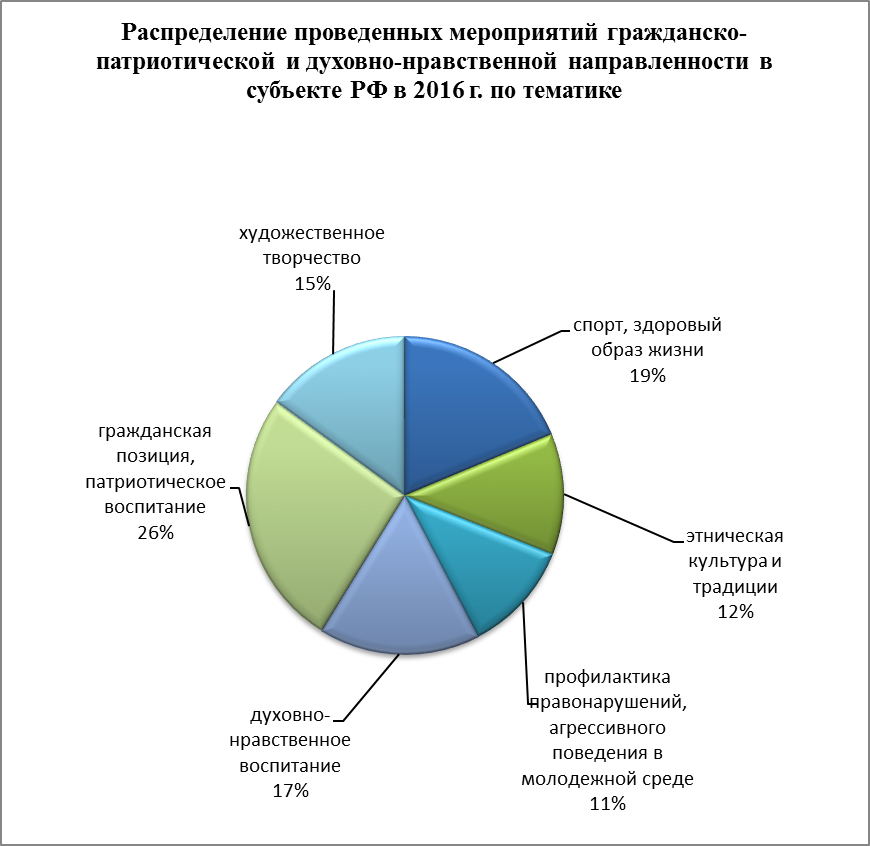 Распределение проведенных мероприятий гражданско-
патриотической и духовно-нравственной направленности в
субъекте РФ в 2016 г. по тематике
художественное
творчество
15%
спорт, здоровый
образ жизни
19%
гражданская
позиция,
патриотическое
воспитание
26%
этническая
культура и
традиции
12%
духовно-
нравственное
воспитание
17%
профилактика
правонарушений,
агрессивного
поведения в
молодежной среде
11%